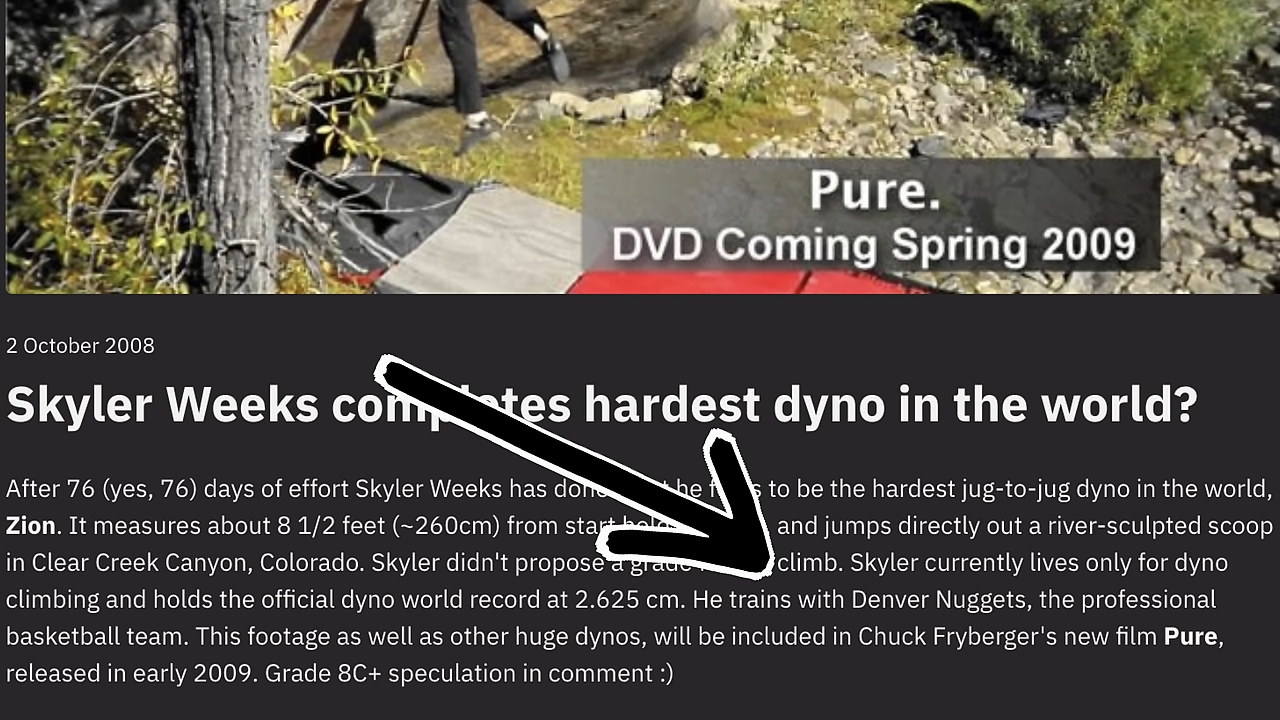 Pure.
DVD Coming Spring 2009
2 October 2008
Skyler Weeks completes hardest dyno in the world?
After 76 (yes, 76) days of effort Skyler Weeks has done to be the hardest jug-to-jug dyno in the world,
Zion. It measures about 8 1/2 feet (~260cm) from start and jumps directly out a river-sculpted scoop
in Clear Creek Canyon, Colorado. Skyler didn't propose a grade climb. Skyler currently lives only for dyno
climbing and holds the official dyno world record at 2.625 cm. He trains with Denver Nuggets, the professional
basketball team. This footage as well as other huge dynos, will be included in Chuck Fryberger's new film Pure,
released in early 2009. Grade 8C+ speculation in comment :)